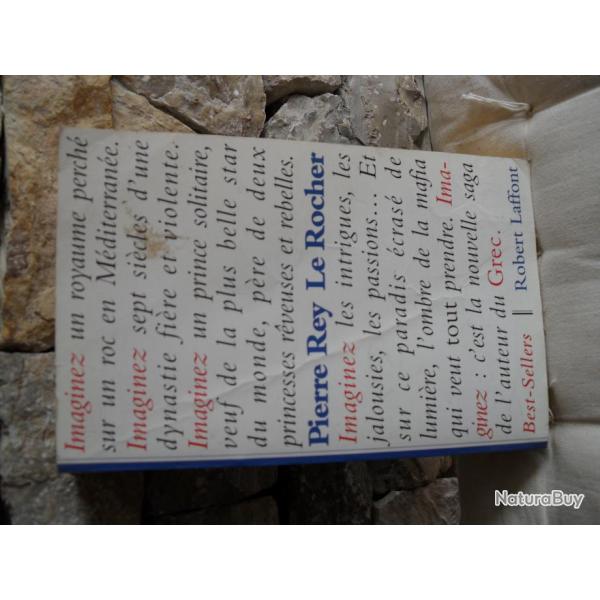 Imaginez un royaume perché
sur un roc en Méditerranée.
Imaginez sept siècles d'une
dynastie fière et violente.
Imaginez un prince solitaire,
veuf de la plus belle star
du monde, père de deux
princesses rêveuses et rebelles.
Pierre Rey Le Rocher
Imaginez les intrigues, les
jalousies, les passions... Et
sur ce paradis écrasé de
lumière, l'ombre de la mafia
qui veut tout prendre. Ima-
ginez : c'est la nouvelle saga
de l'auteur du Grec.
Best-Sellers || Robert Laffont
NaturaBuy